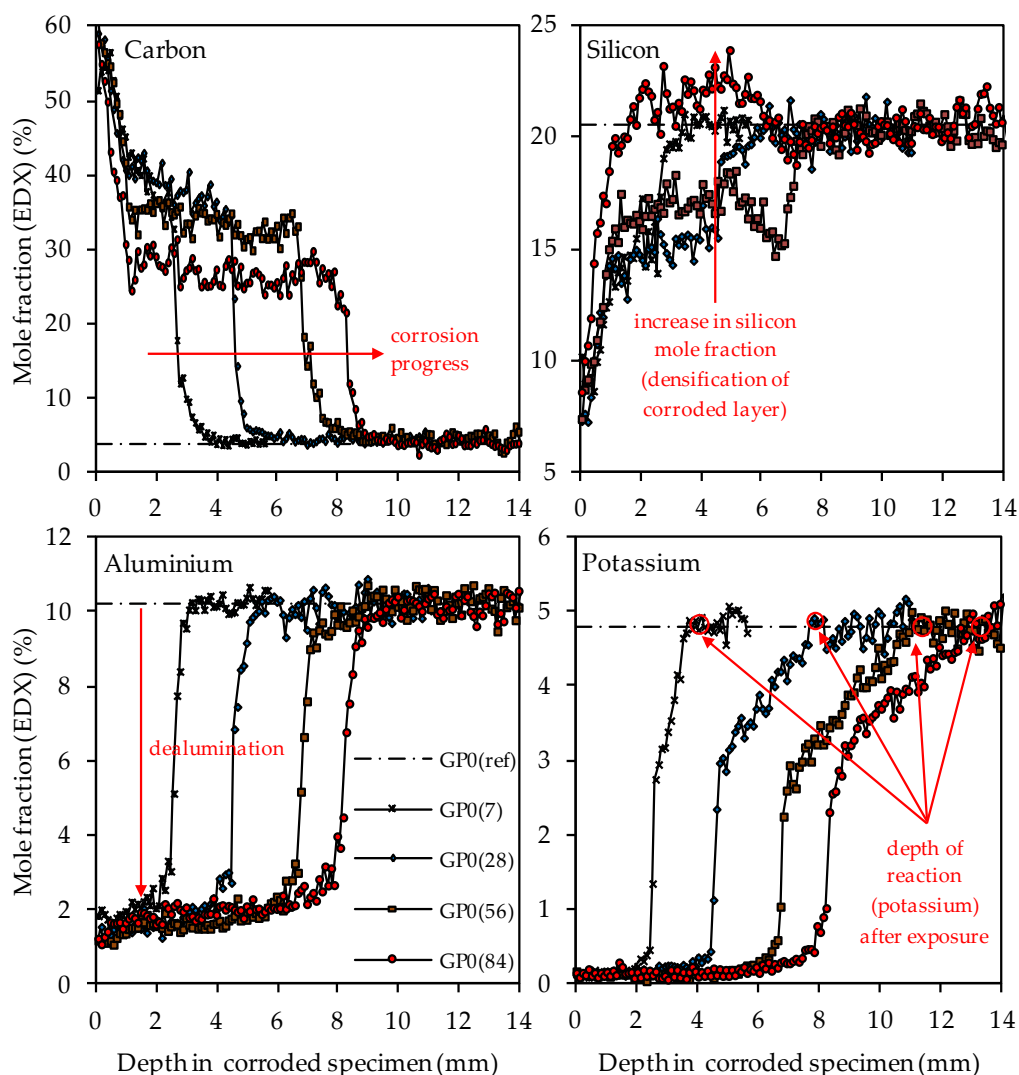 Mole fraction (EDX) (%)
60
50
40
30
20
10
0
Carbon
corrosion
progress
0 2 4 6 8 10 12 14
25
20
15
10
5
Silicon
increase in silicon
mole fraction
(densification of
corroded layer)
0 2 4 6 8 10 12 14
Mole fraction (EDX) (%)
12
10
8
6
4
2
0
Aluminium
dealumination
GP0(ref)
GP0(7)
GP0(28)
GP0(56)
GP0(84)
0 2 4 6 8 10 12 14
Depth in corroded specimen (mm)
6
5
4
3
2
1
0
Potassium
depth of
reaction
(potassium)
after exposure
0 2 4 6 8 10 12 14
Depth in corroded specimen (mm)